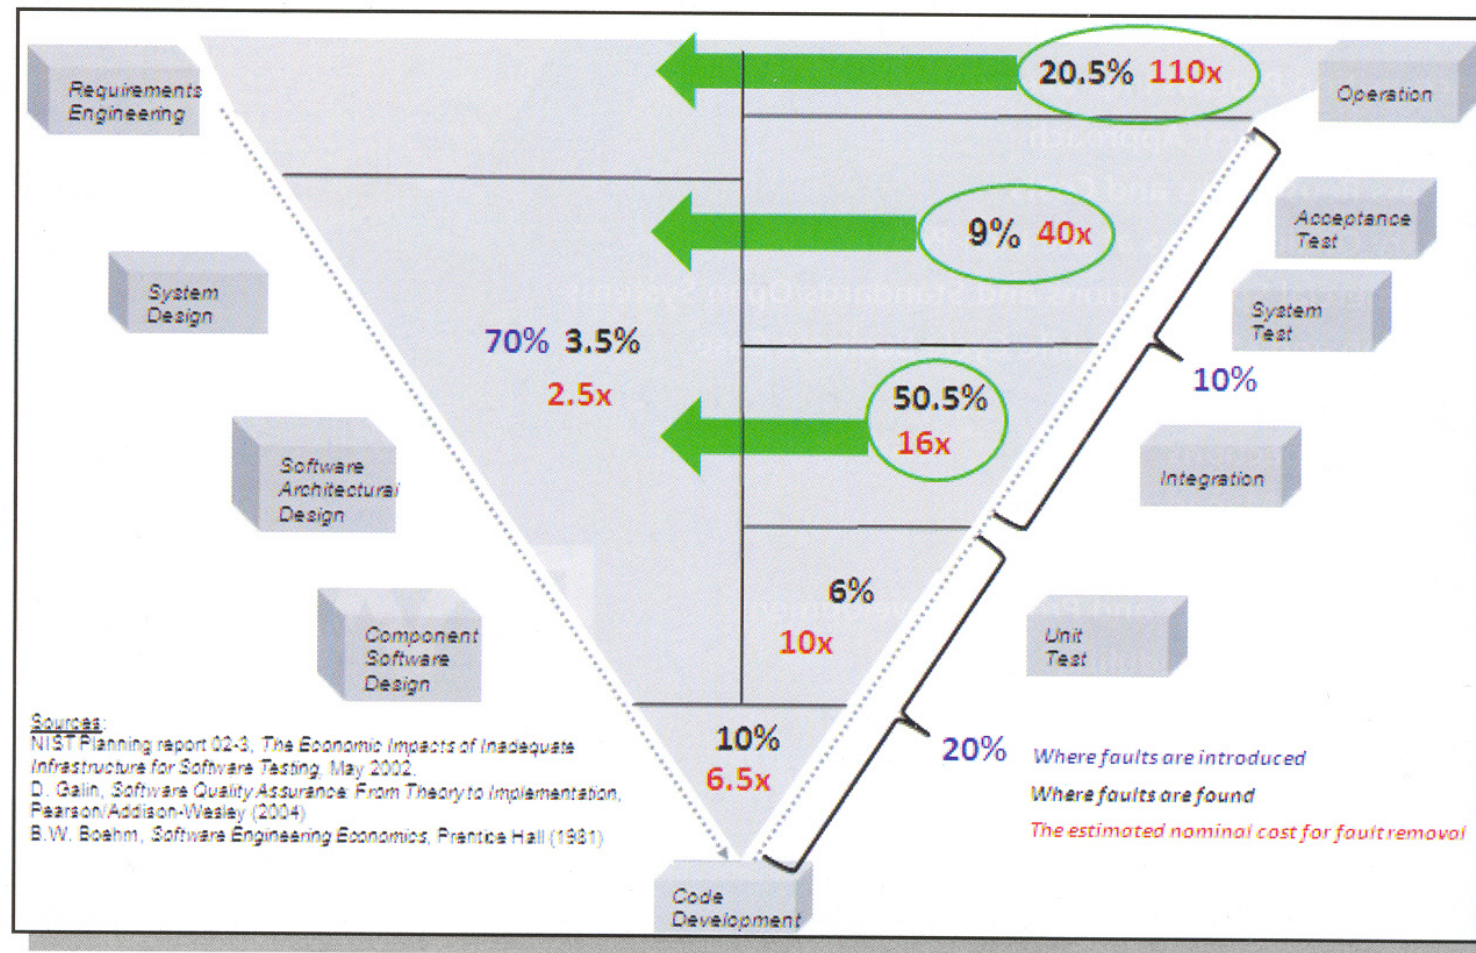 Requirements
Engineering
20.5% 110x
Operation
9% 40x
Acceptance
Test
System
Design
System
Test
70% 3.5%
2.5x
10%
50.5%
16x
Software
Architectural
Design
Integration
6%
10x
Component
Software
Design
Unit
Test
10%
6.5x
20%
Where faults are introduced
Where faults are found
The estimated nominal cost for fault removal
Sources:
NIST Planning report 02-3, The Economic Impacts of Inadequate
Infrastructure for Software Testing, May 2002.
D. Galin, Software Quality Assurance: From Theory to Implementation,
Pearson/Addison-Wesley (2004)
B.W. Boehm, Software Engineering Economics, Prentice Hall (1981)
Code
Development